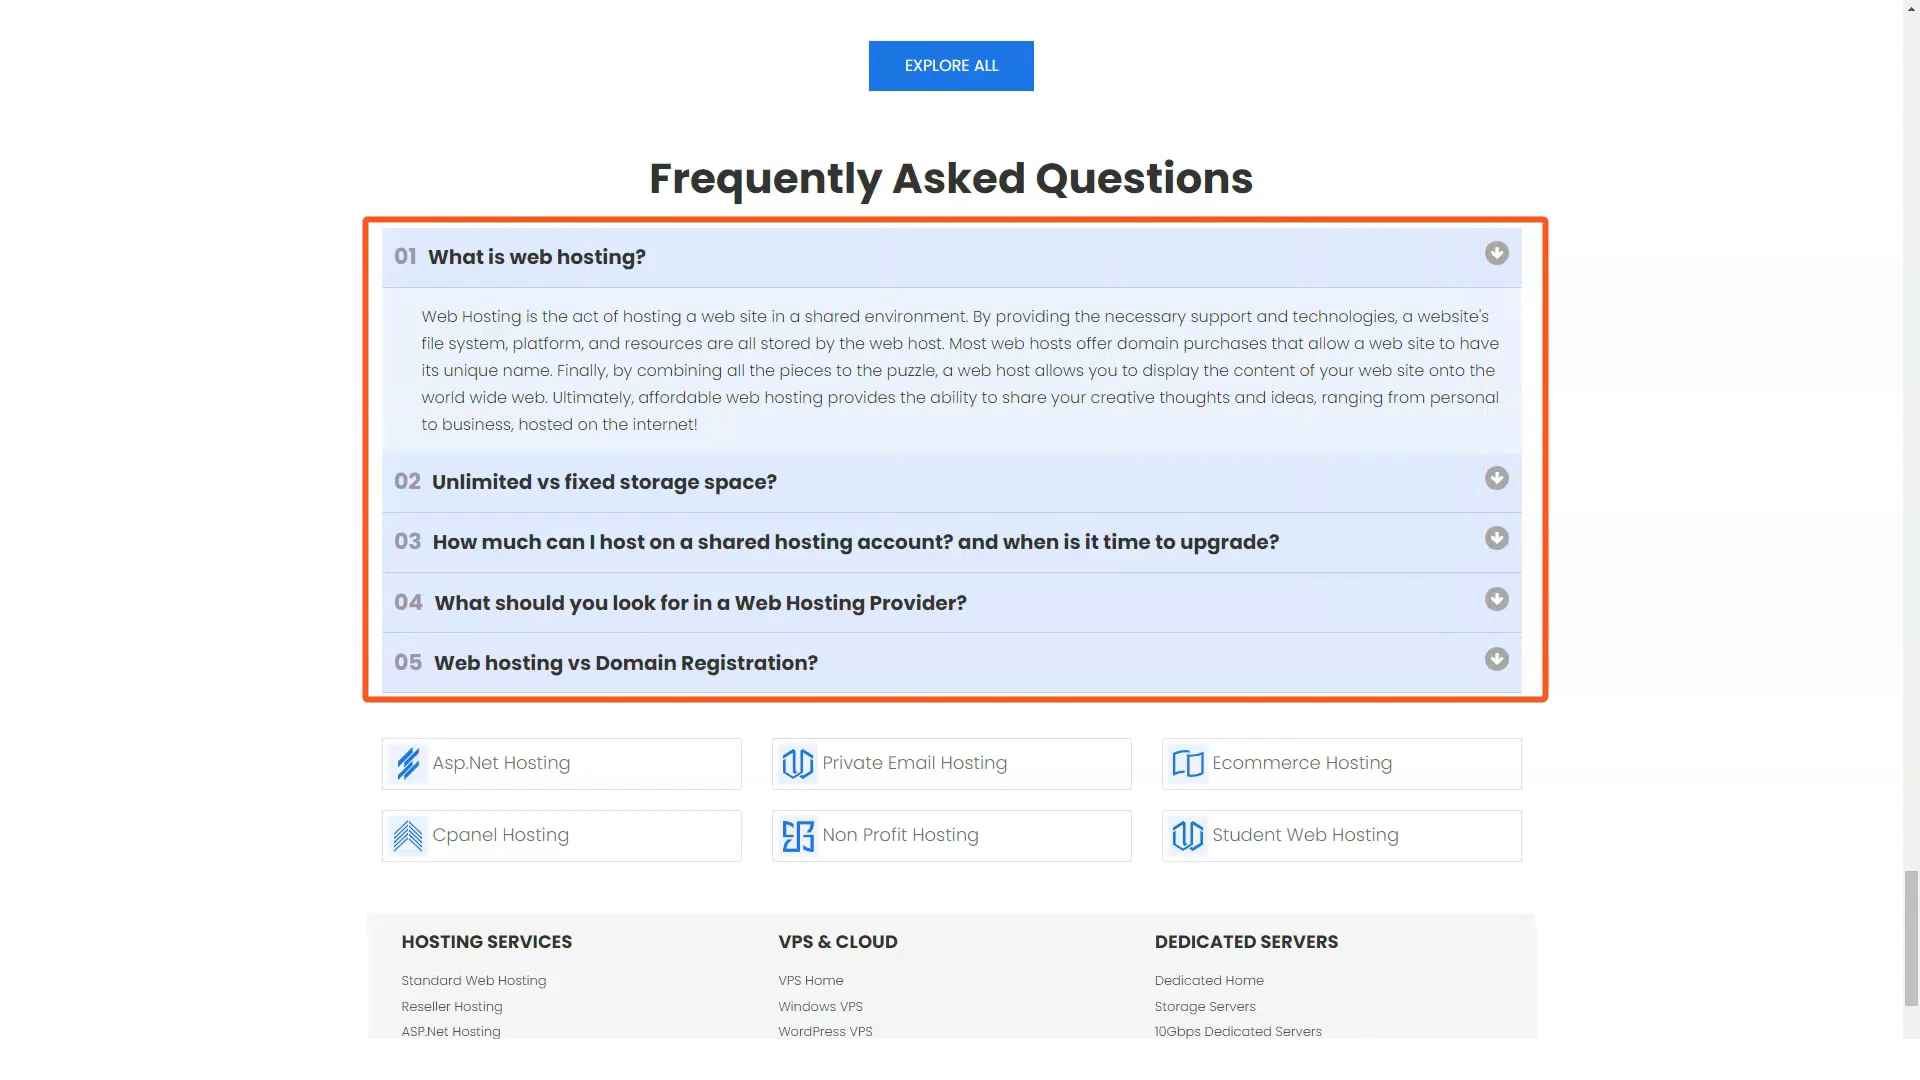 EXPLORE ALL
Frequently Asked Questions
01 What is web hosting?
Web Hosting is the act of hosting a web site in a shared environment. By providing the necessary support and technologies, a website's
file system, platform, and resources are all stored by the web host. Most web hosts offer domain purchases that allow a web site to have
its unique name. Finally, by combining all the pieces to the puzzle, a web host allows you to display the content of your web site onto the
world wide web. Ultimately, affordable web hosting provides the ability to share your creative thoughts and ideas, ranging from personal
to business, hosted on the internet!
02 Unlimited vs fixed storage space?
03 How much can I host on a shared hosting account? and when is it time to upgrade?
04 What should you look for in a Web Hosting Provider?
05 Web hosting vs Domain Registration?
Asp.Net Hosting
Private Email Hosting
Ecommerce Hosting
Cpanel Hosting
Non Profit Hosting
Student Web Hosting
HOSTING SERVICES
Standard Web Hosting
Reseller Hosting
ASP.Net Hosting
VPS & CLOUD
VPS Home
Windows VPS
WordPress VPS
DEDICATED SERVERS
Dedicated Home
Storage Servers
10Gbps Dedicated Servers